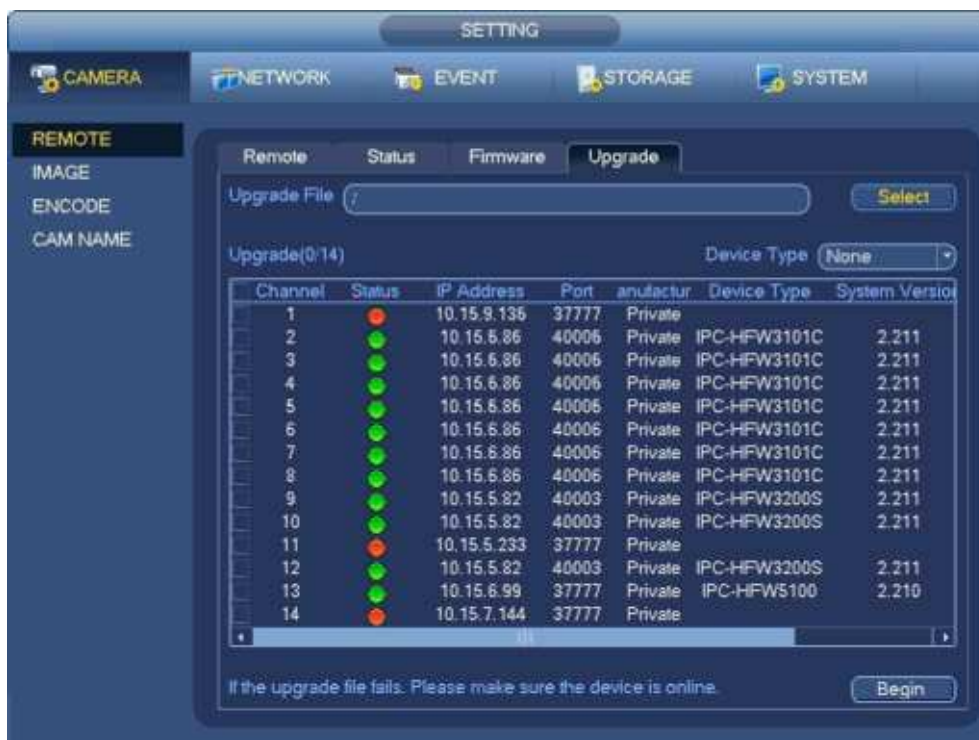 SETTING
CAMERA NETWORK EVENT STORAGE SYSTEM
REMOTE
IMAGE
ENCODE
CAM NAME
Remote Status Firmware Upgrade
Upgrade File / Select
Upgrade(0/14) Device Type None
Channel Status IP Address Port anufactur Device Type System Versio
1 10.15.9.135 37777 Private
2 10.15.6.86 40006 Private IPC-HFW3101C 2.211
3 10.15.6.86 40006 Private IPC-HFW3101C 2.211
4 10.15.6.86 40006 Private IPC-HFW3101C 2.211
5 10.15.6.86 40006 Private IPC-HFW3101C 2.211
6 10.15.6.86 40006 Private IPC-HFW3101C 2.211
7 10.15.6.86 40006 Private IPC-HFW3101C 2.211
8 10.15.6.86 40006 Private IPC-HFW3101C 2.211
9 10.15.5.82 40003 Private IPC-HFW3200S 2.211
10 10.15.5.82 40003 Private IPC-HFW3200S 2.211
11 10.15.5.233 37777 Private
12 10.15.5.82 40003 Private IPC-HFW3200S 2.211
13 10.15.6.99 37777 Private IPC-HFW5100 2.210
14 10.15.7.144 37777 Private
If the upgrade file fails. Please make sure the device is online. Begin